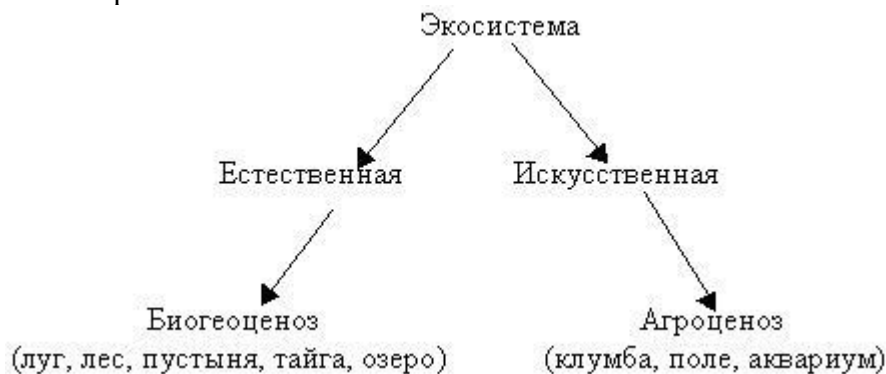 Экосистема
Естественная
Искусственная
Биогеоценоз
(луг, лес, пустыня, тайга, озеро)
Агроценоз
(клумба, поле, аквариум)